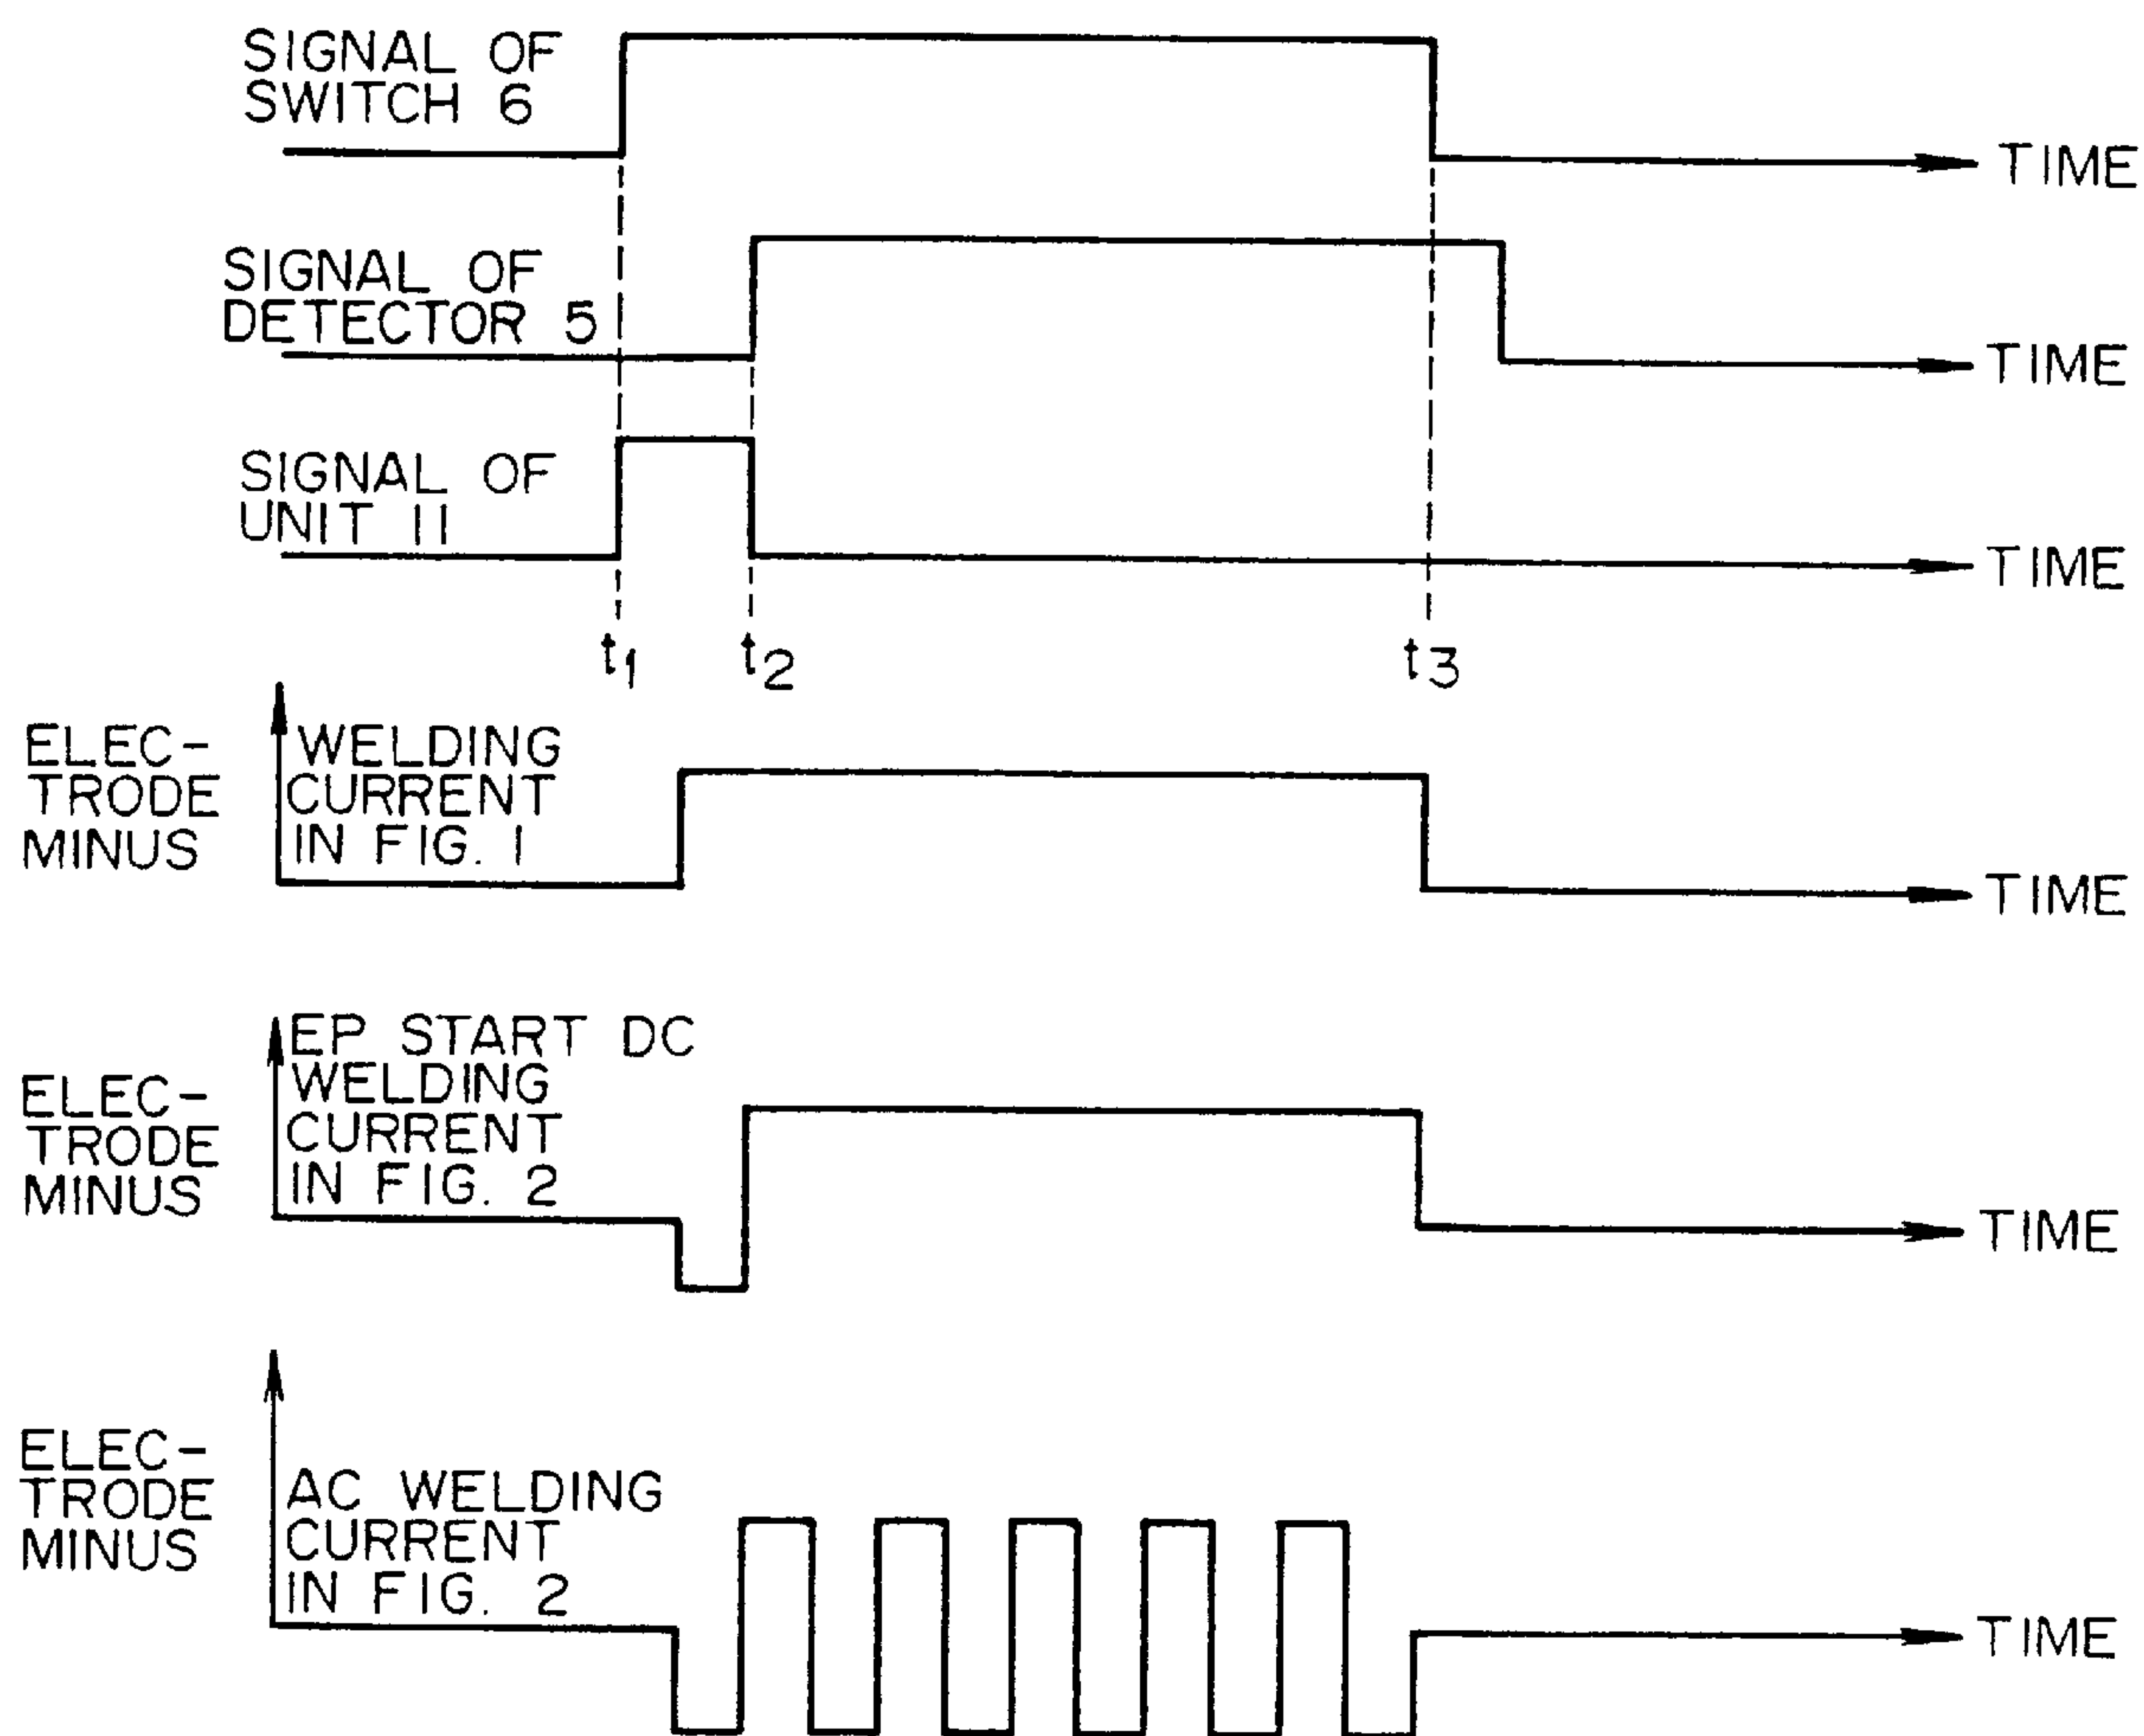 SIGNAL OF
SWITCH 6
TIME
SIGNAL OF
DETECTOR 5
TIME
SIGNAL OF
UNIT 11
TIME
t1 t2 t3
ELEC-
TRODE
MINUS
WELDING
CURRENT
IN FIG. 1
TIME
ELEC-
TRODE
MINUS
EP START DC
WELDING
CURRENT
IN FIG. 2
TIME
ELEC-
TRODE
MINUS
AC WELDING
CURRENT
IN FIG. 2
TIME